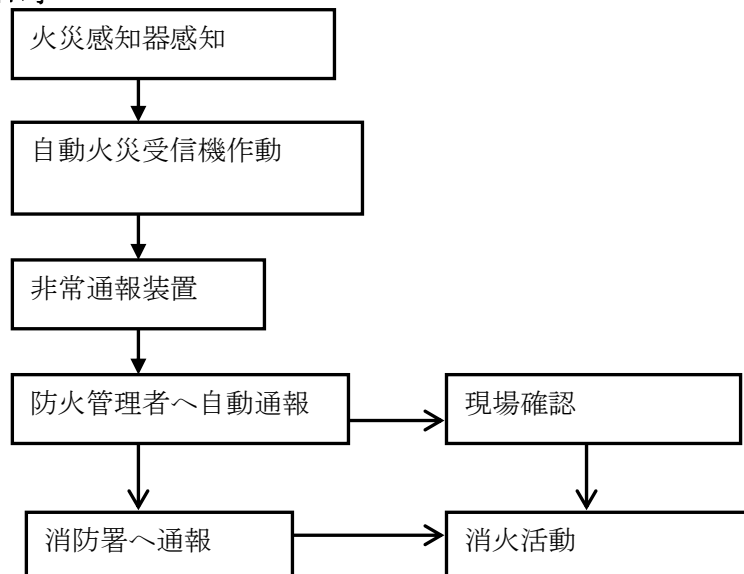 火災感知器感知
自動火災受信機作動
非常通報装置
防火管理者へ自動通報
現場確認
消防署へ通報
消火活動